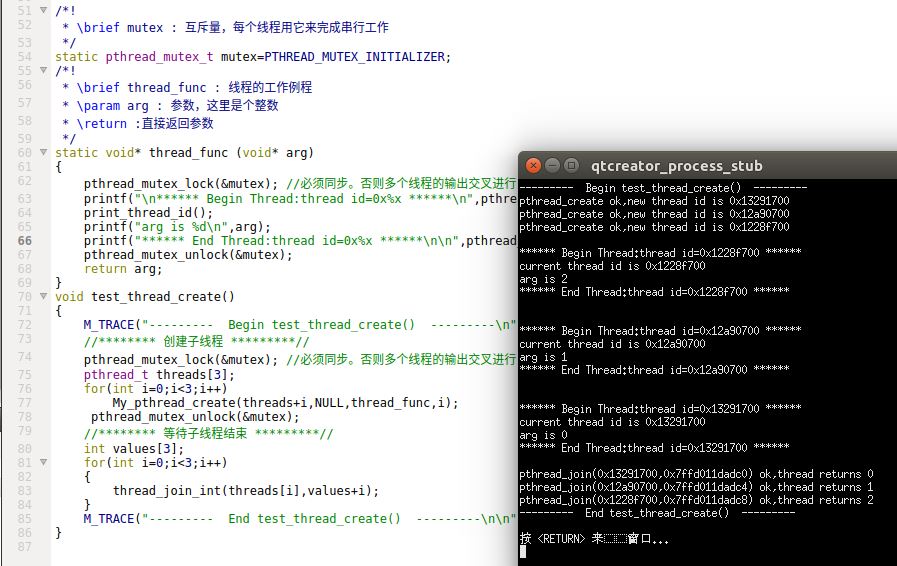 51 /*!
52 * \brief mutex : 互斥量，每个线程用它来完成串行工作
53 */
54 static pthread_mutex_t mutex=PTHREAD_MUTEX_INITIALIZER;
55 /*!
56 * \brief thread_func : 线程的工作例程
57 * \param arg : 参数，这里是个整数
58 * \return :直接返回参数
59 */
60 static void* thread_func (void* arg)
61 {
62 pthread_mutex_lock(&mutex); //必须同步。否则多个线程的输出交叉进行
63 printf("\n****** Begin Thread:thread id=0x%x ******\n",pthre
64 print_thread_id();
65 printf("arg is %d\n",arg);
66 printf("****** End Thread:thread id=0x%x ******\n\n",pthread
67 pthread_mutex_unlock(&mutex);
68 return arg;
69 }
70 void test_thread_create()
71 {
72 M_TRACE("---------  Begin test_thread_create()  ---------\n"
73 //******** 创建子线程 *********//
74 pthread_mutex_lock(&mutex); //必须同步。否则多个线程的输出交叉进行
75 pthread_t threads[3];
76 for(int i=0;i<3;i++)
77 My_pthread_create(threads+i,NULL,thread_func,i);
78 pthread_mutex_unlock(&mutex);
79 //******** 等待子线程结束 *********//
80 int values[3];
81 for(int i=0;i<3;i++)
82 {
83 thread_join_int(threads[i],values+i);
84 }
85 M_TRACE("---------  End test_thread_create()  ---------\n\n"
86 }
87
qtcreator_process_stub
---------  Begin test_thread_create()  ---------
pthread_create ok,new thread id is 0x13291700
pthread_create ok,new thread id is 0x12a90700
pthread_create ok,new thread id is 0x1228f700
****** Begin Thread:thread id=0x1228f700 ******
current thread id is 0x1228f700
arg is 2
****** End Thread:thread id=0x1228f700 ******
****** Begin Thread:thread id=0x12a90700 ******
current thread id is 0x12a90700
arg is 1
****** End Thread:thread id=0x12a90700 ******
****** Begin Thread:thread id=0x13291700 ******
current thread id is 0x13291700
arg is 0
****** End Thread:thread id=0x13291700 ******
pthread_join(0x13291700,0x7ffd011dadc0) ok,thread returns 0
pthread_join(0x12a90700,0x7ffd011dadc4) ok,thread returns 1
pthread_join(0x1228f700,0x7ffd011dadc8) ok,thread returns 2
---------  End test_thread_create()  ---------
按 <RETURN> 来窗口...